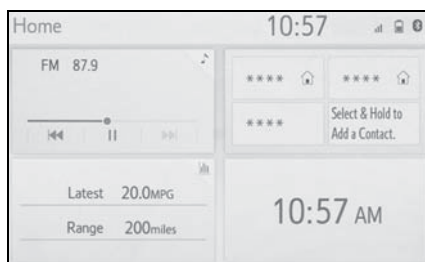 Home
10:57
FM 87.9
**** ****
****
Select & Hold to
Add a Contact.
Latest 20.0MPG
Range 200miles
10:57 AM